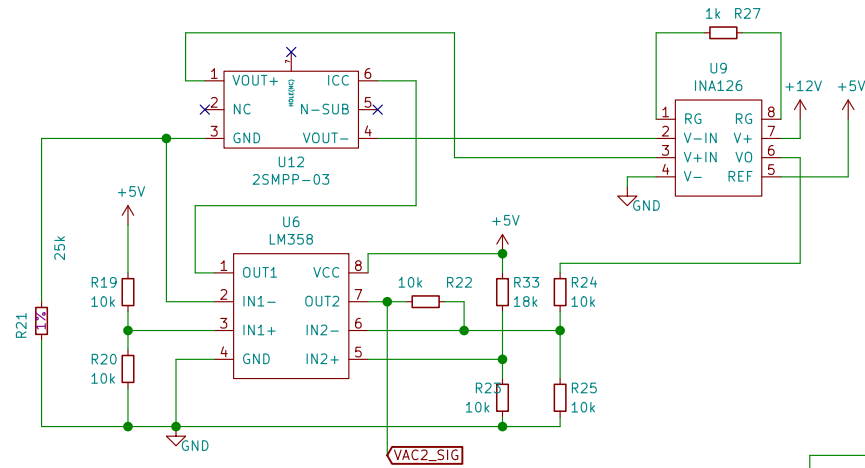 1k R27
U9
INA126
+12V
+5V
1 VOUT+
ICC 6
7
HOLE(NC)
2 NC
N-SUB 5
3 GND
VOUT- 4
U12
2SMPP-03
1 RG
RG 8
2 V-IN
V+ 7
3 V+IN
VO 6
4 V-
REF 5
GND
+5V
25k
U6
LM358
+5V
R19
10k
1 OUT1
VCC 8
10k R22
R33
18k
R24
10k
2 IN1-
OUT2 7
R21
1%
3 IN1+
IN2- 6
R20
10k
4 GND
IN2+ 5
R23
10k
R25
10k
GND
VAC2_SIG